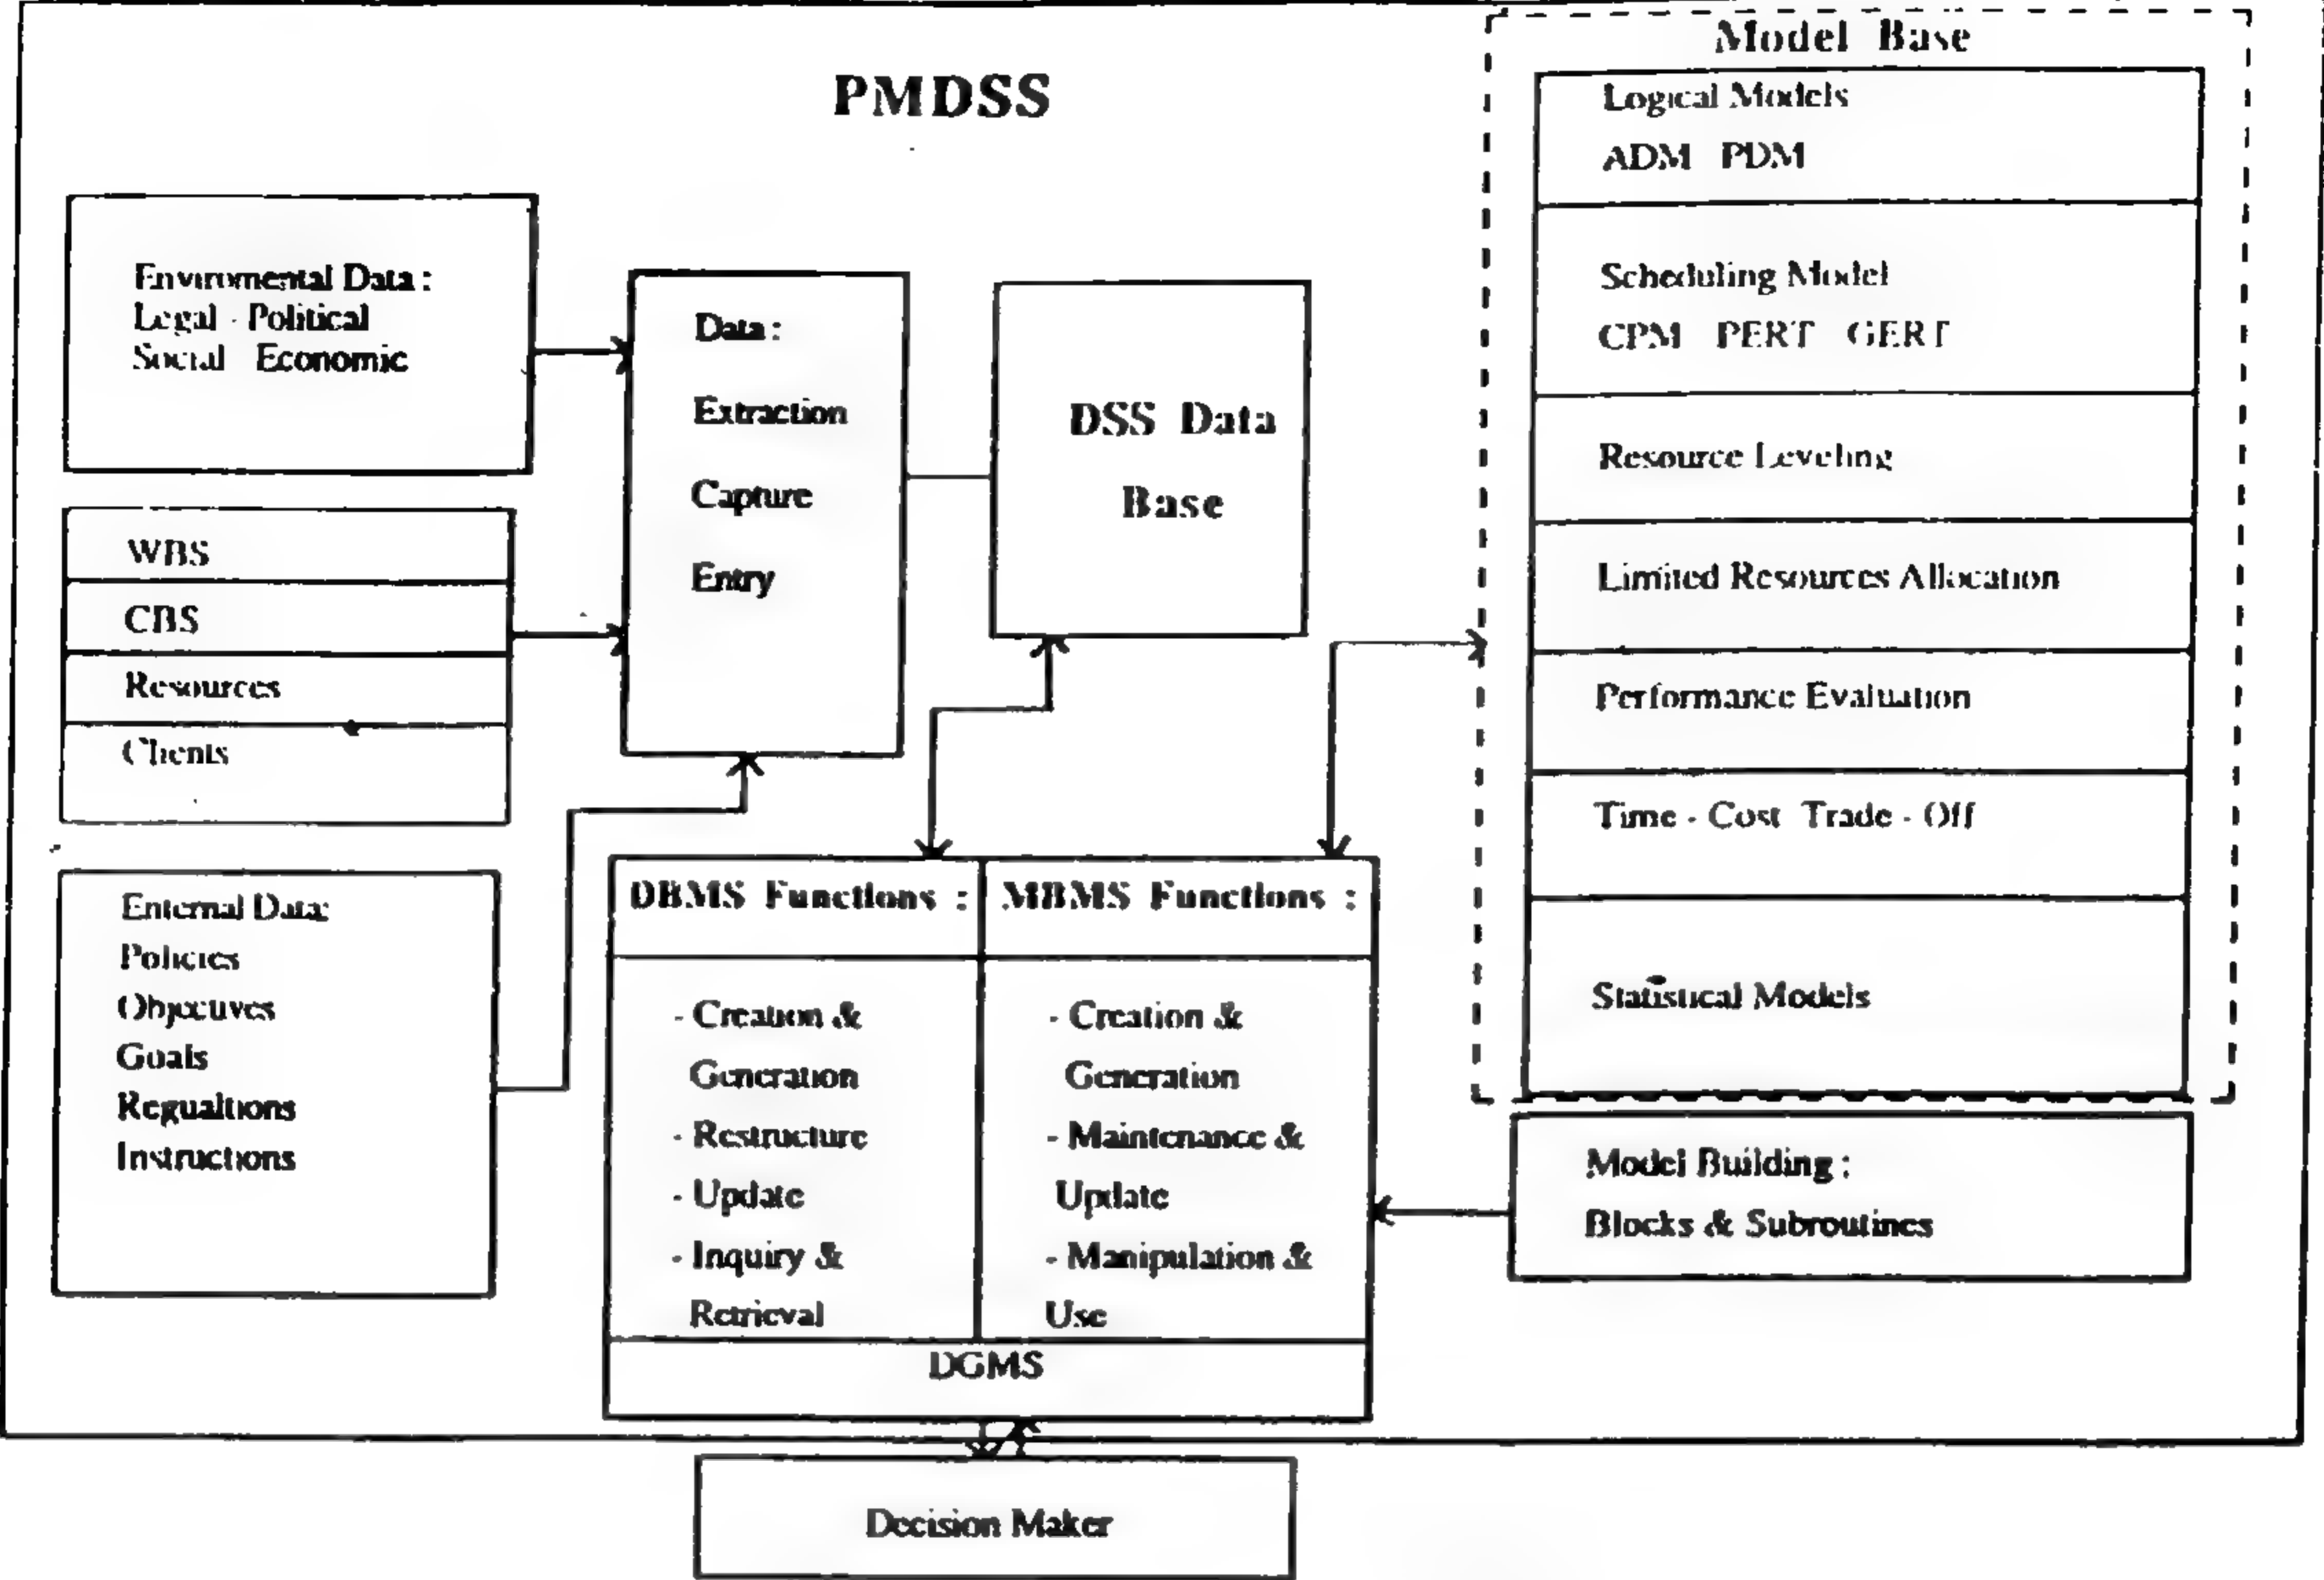 PMDSS
Enviromental Data :
Legal - Political
Social Economic
WBS
CBS
Resources
Clients
Enternal Data:
Policies
Objectives
Goals
Regualtions
Instructions
Data :
Extraction
Capture
Entry
DSS Data
Base
DBMS Functions :
- Creation &
Generation
- Restructure
- Update
- Inquiry &
Retrieval
MBMS Functions :
- Creation &
Generation
- Maintenance &
Update
- Manipulation &
Use
DGMS
Decision Maker
Model Base
Logical Models
ADM PDM
Scheduling Model
CPM PERT GERT
Resource Leveling
Limited Resources Allocation
Performance Evaluation
Time - Cost Trade - Off
Statistical Models
Model Building :
Blocks & Subroutines